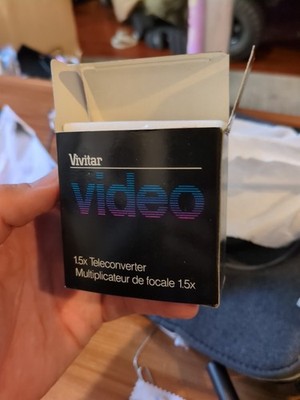 Vivitar
video
1.5x Teleconverter
Multiplicateur de focale 1.5x